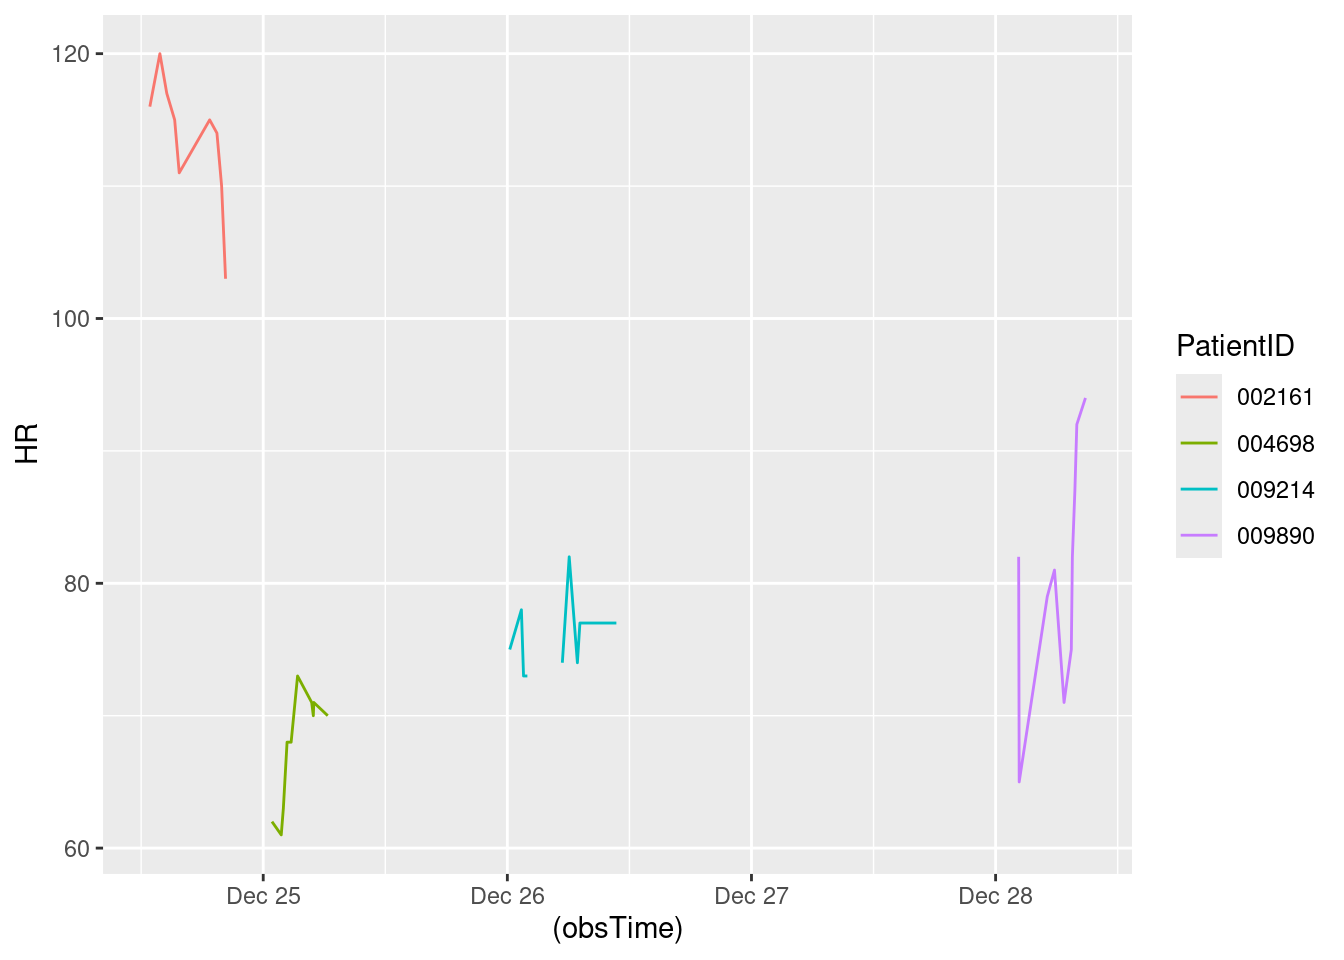 120
100
80
60
HR
Dec 25
Dec 26
Dec 27
Dec 28
(obsTime)
PatientID
002161
004698
009214
009890